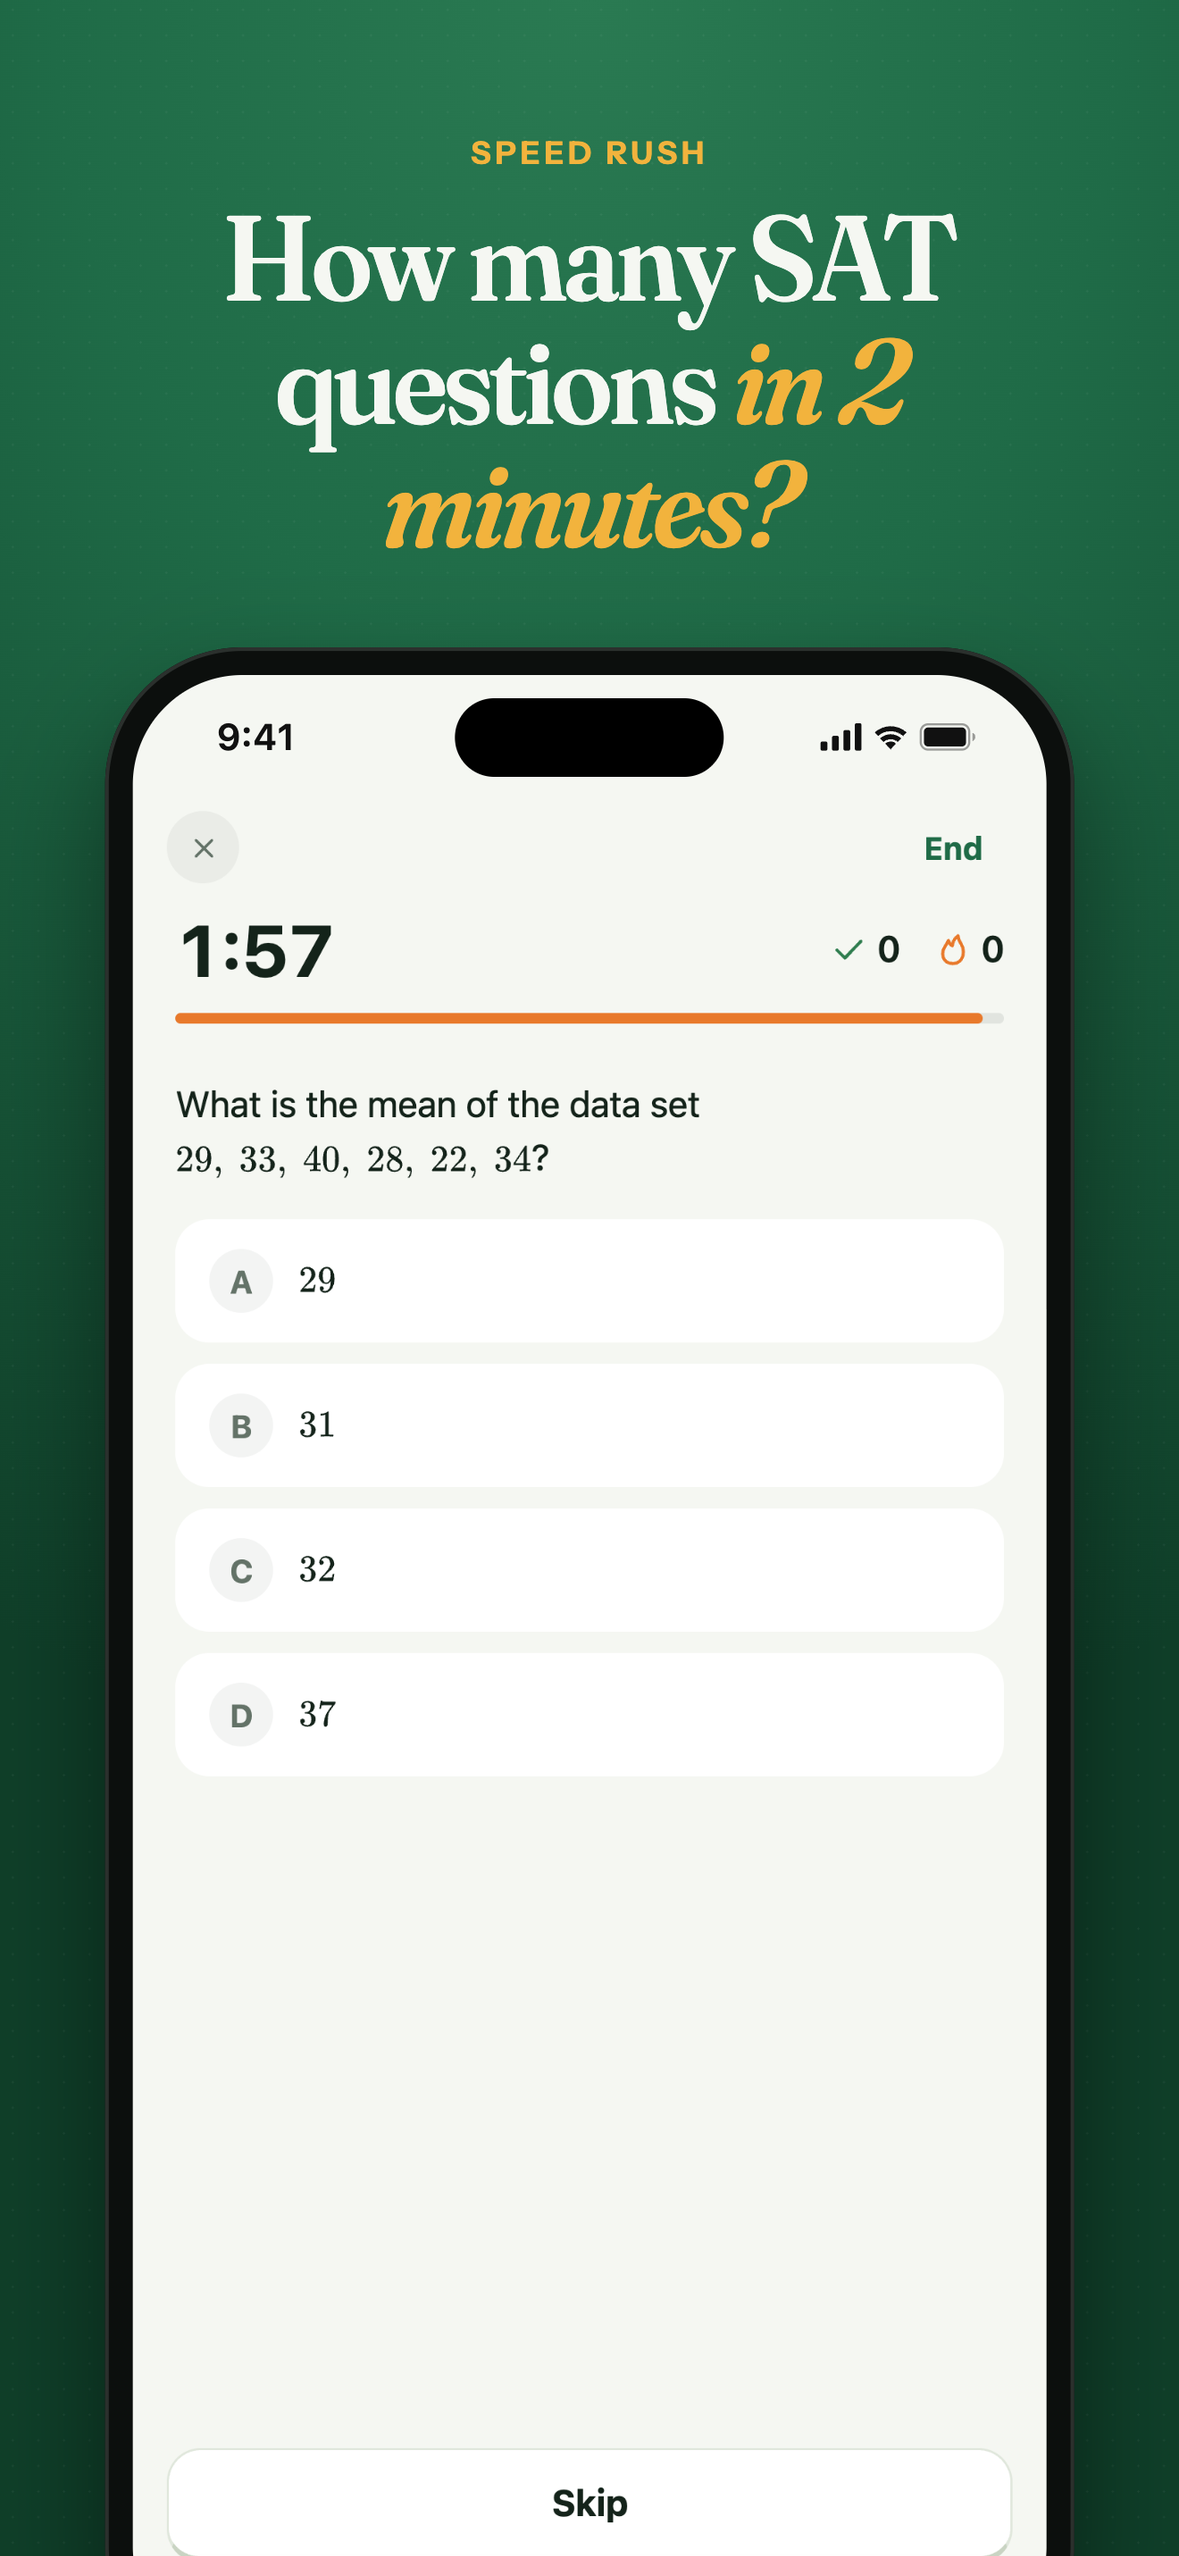 SPEED RUSH
How many SAT
questions in 2
minutes?
9:41
End
1:57
0 0
What is the mean of the data set
29, 33, 40, 28, 22, 34?
A 29
B 31
C 32
D 37
Skip